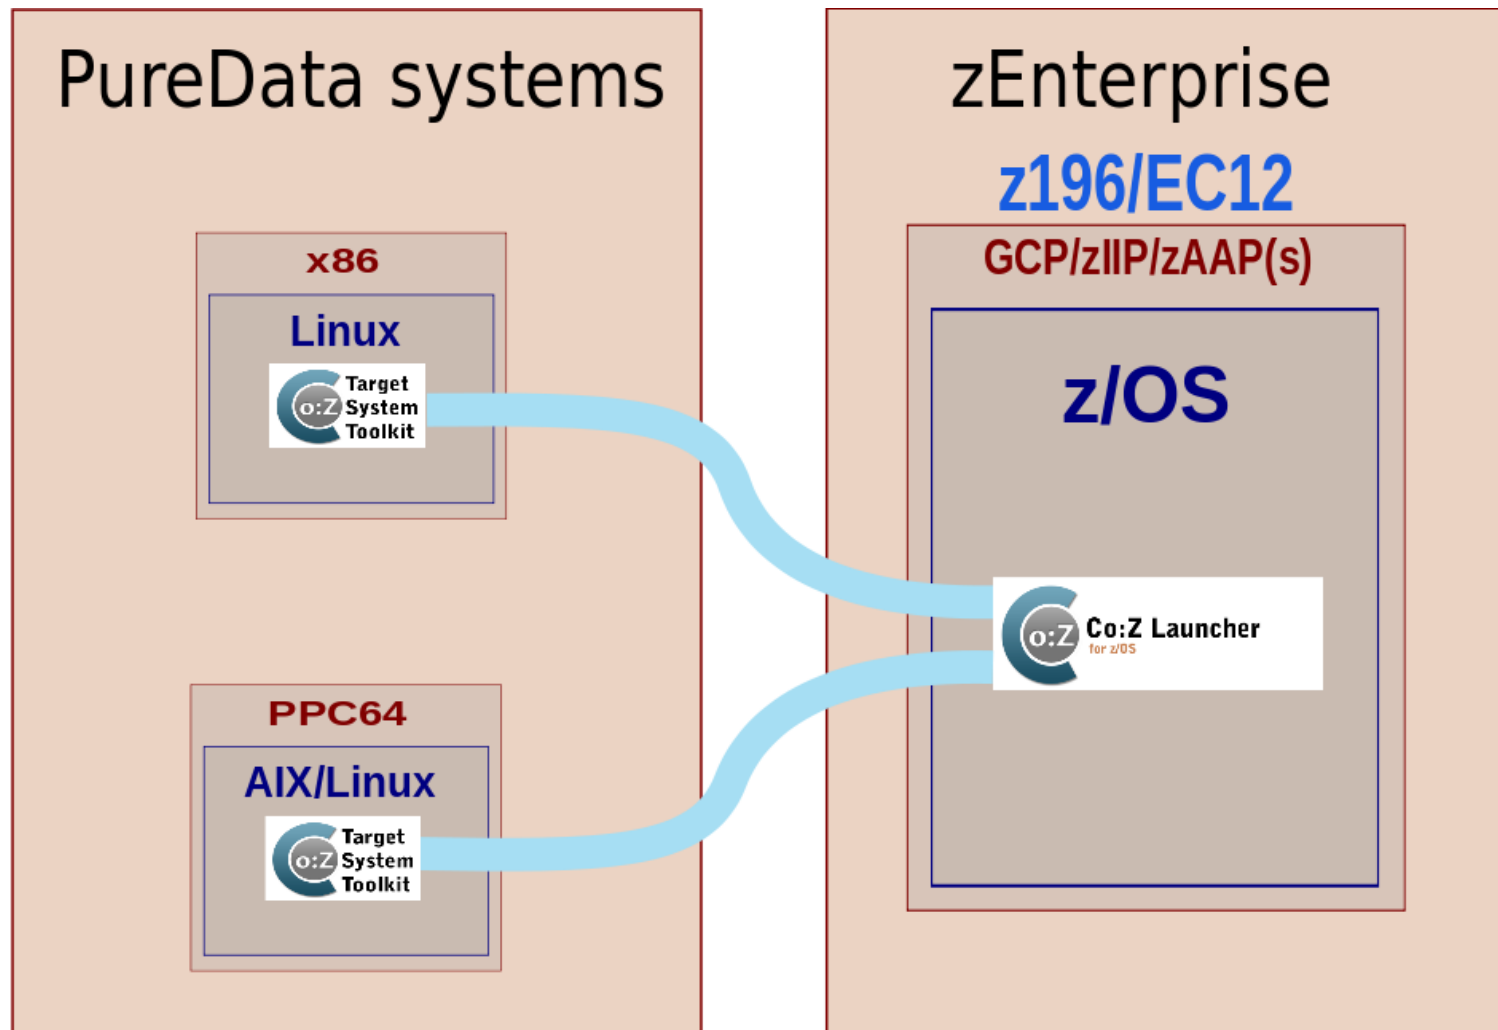 PureData systems
x86
Linux
o:Z
Target
System
Toolkit
PPC64
AIX/Linux
o:Z
Target
System
Toolkit
zEnterprise
z196/EC12
GCP/zIIP/zAAP(s)
z/OS
o:Z
Co:Z Launcher
for z/OS